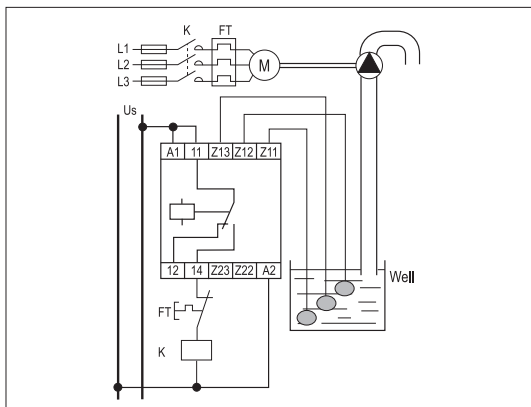 K FT
L1
L2
L3
M
Us
A1 11 Z13 Z12 Z11
12 14 Z23 Z22 A2
Well
FT
K